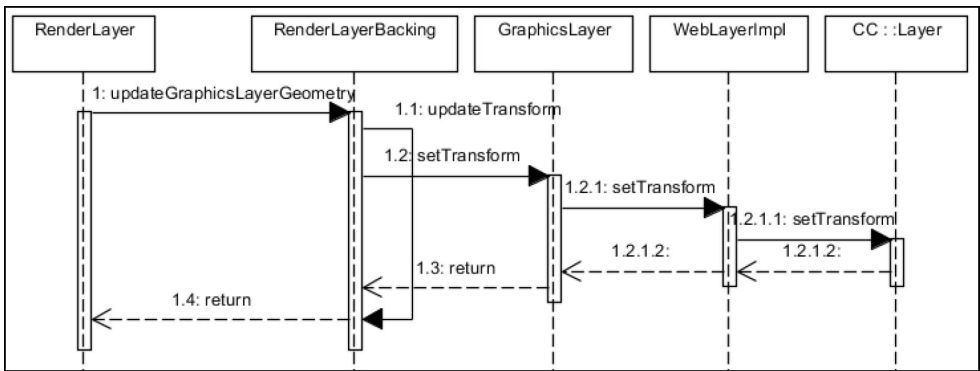 RenderLayer
RenderLayerBacking
GraphicsLayer
WebLayerImpl
CC : :Layer
1: updateGraphicsLayerGeometry
1.1: updateTransform
1.2: setTransform
1.2.1: setTransform
1.2.1.1: setTransform
1.2.1.2:
1.2.1.2:
1.3: return
1.4: return